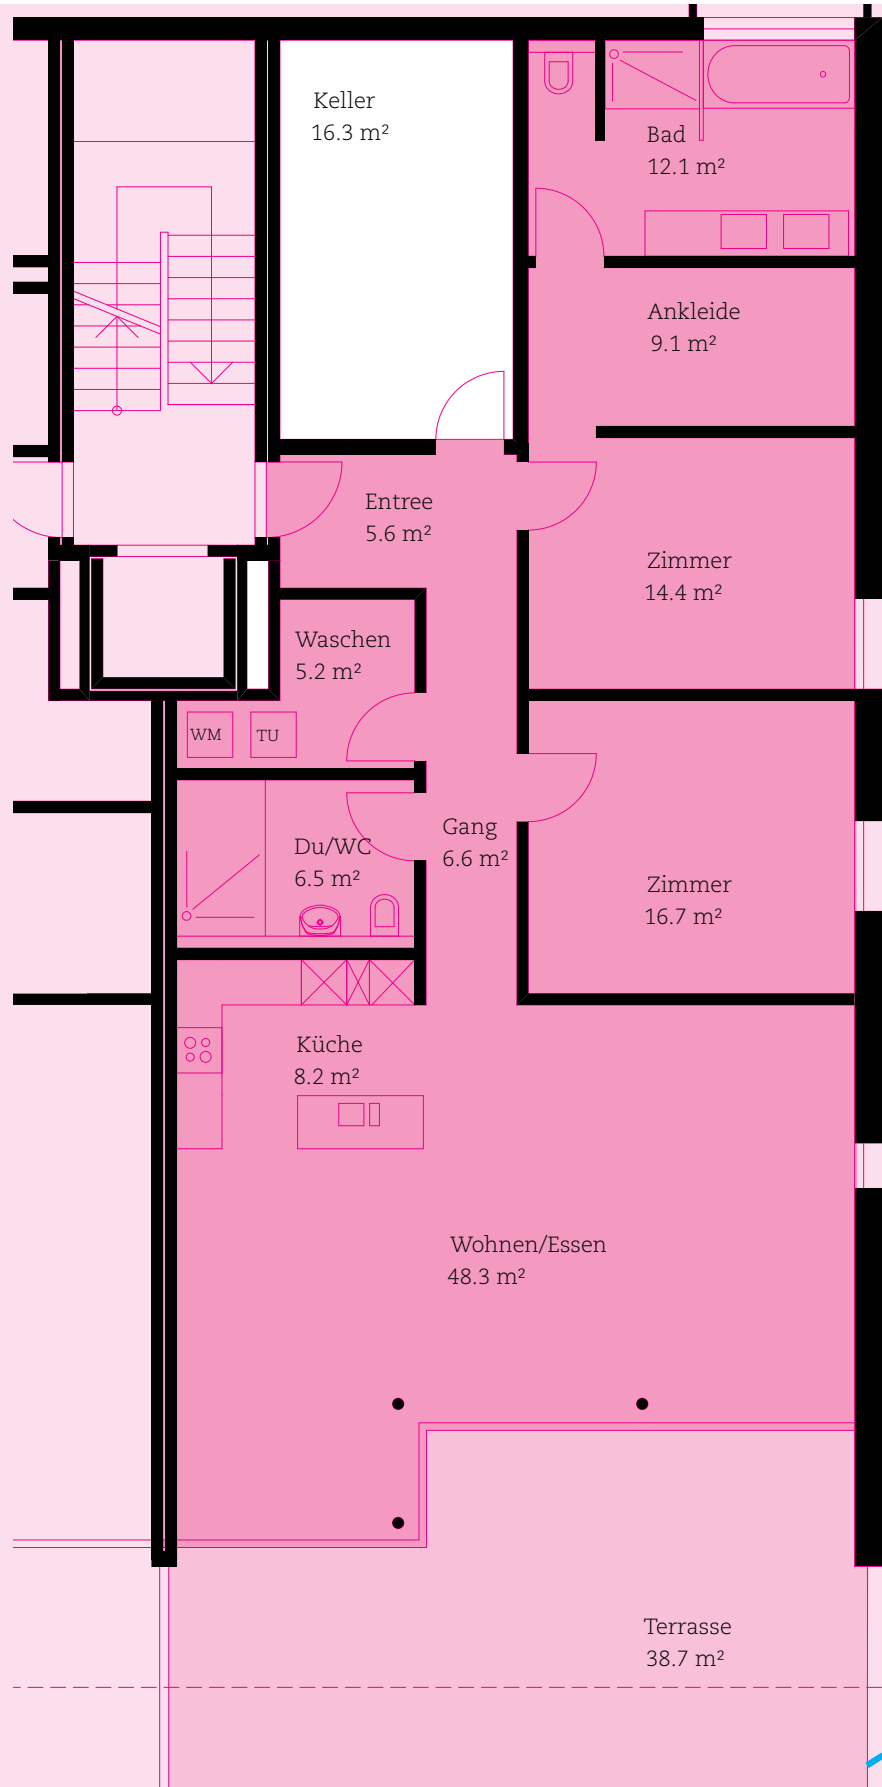 Keller
16.3 m²
Bad
12.1 m²
Ankleide
9.1 m²
Entree
5.6 m²
Zimmer
14.4 m²
Waschen
5.2 m²
WM
TU
Gang
6.6 m²
Du/WC
6.5 m²
Zimmer
16.7 m²
Küche
8.2 m²
Wohnen/Essen
48.3 m²
Terrasse
38.7 m²